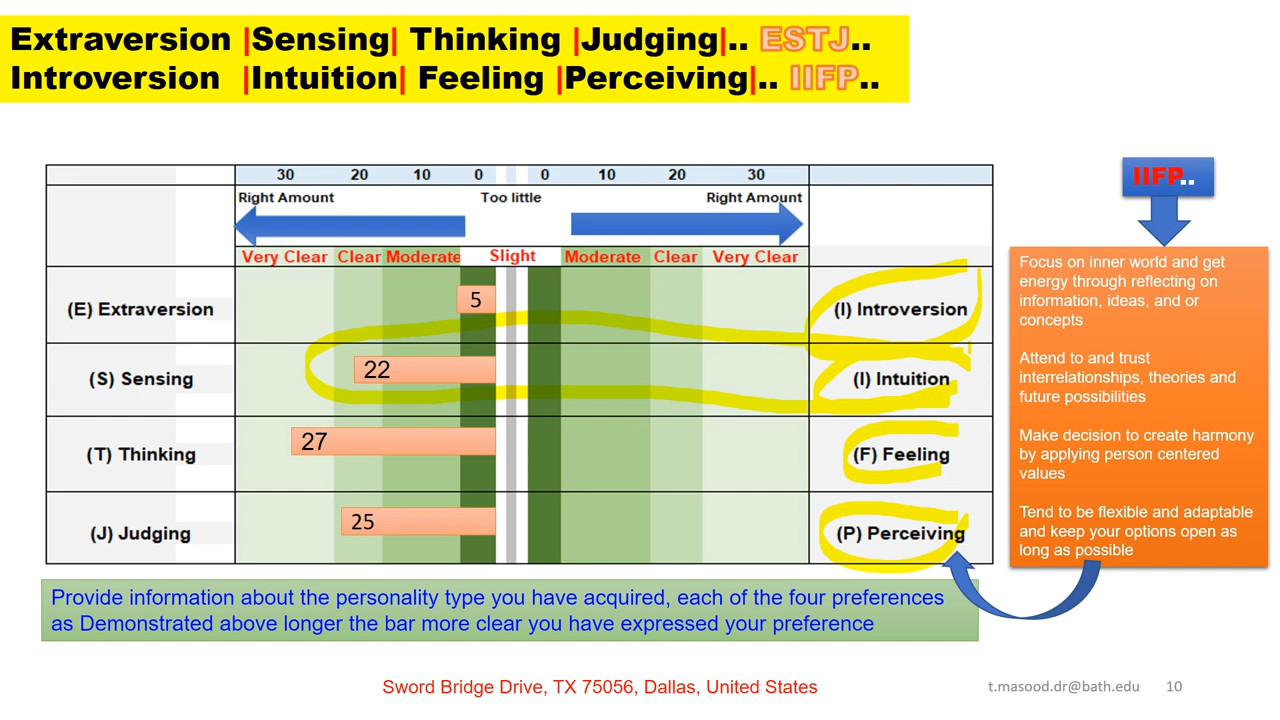 Extraversion |Sensing| Thinking |Judging|.. ESTJ..
Introversion |Intuition| Feeling |Perceiving|.. IIFP..
30 20 10 0 0 10 20 30
Right Amount Too little Right Amount
Very Clear Clear Moderate Slight Moderate Clear Very Clear
(E) Extraversion 5 (I) Introversion
(S) Sensing 22 (I) Intuition
(T) Thinking 27 (F) Feeling
(J) Judging 25 (P) Perceiving
IIFP..
Focus on inner world and get
energy through reflecting on
information, ideas, and or
concepts
Attend to and trust
interrelationships, theories and
future possibilities
Make decision to create harmony
by applying person centered
values
Tend to be flexible and adaptable
and keep your options open as
long as possible
Provide information about the personality type you have acquired, each of the four preferences
as Demonstrated above longer the bar more clear you have expressed your preference
Sword Bridge Drive, TX 75056, Dallas, United States
t.masood.dr@bath.edu 10